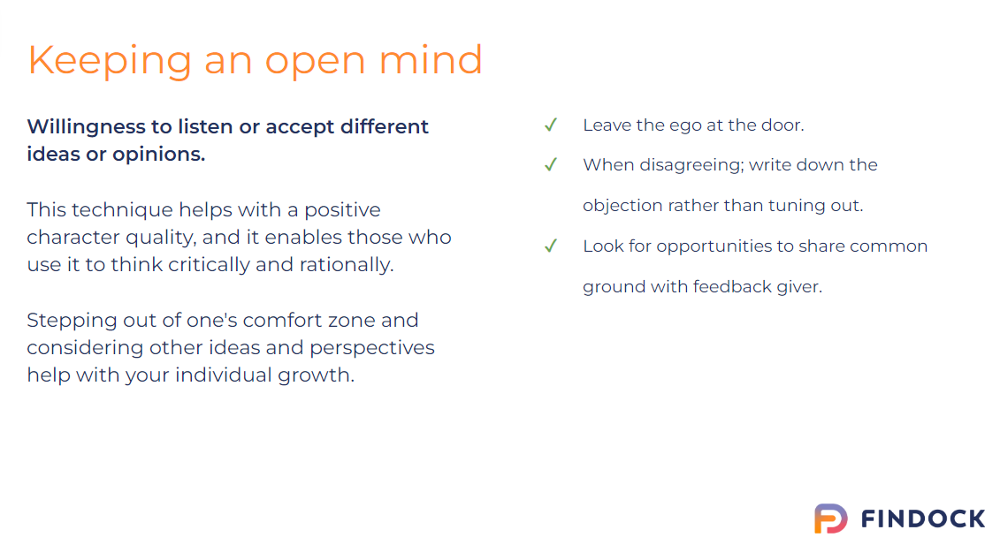 Keeping an open mind
Willingness to listen or accept different
ideas or opinions.
This technique helps with a positive
character quality, and it enables those who
use it to think critically and rationally.
Stepping out of one's comfort zone and
considering other ideas and perspectives
help with your individual growth.
✓ Leave the ego at the door.
✓ When disagreeing; write down the
objection rather than tuning out.
✓ Look for opportunities to share common
ground with feedback giver.
FINDOCK